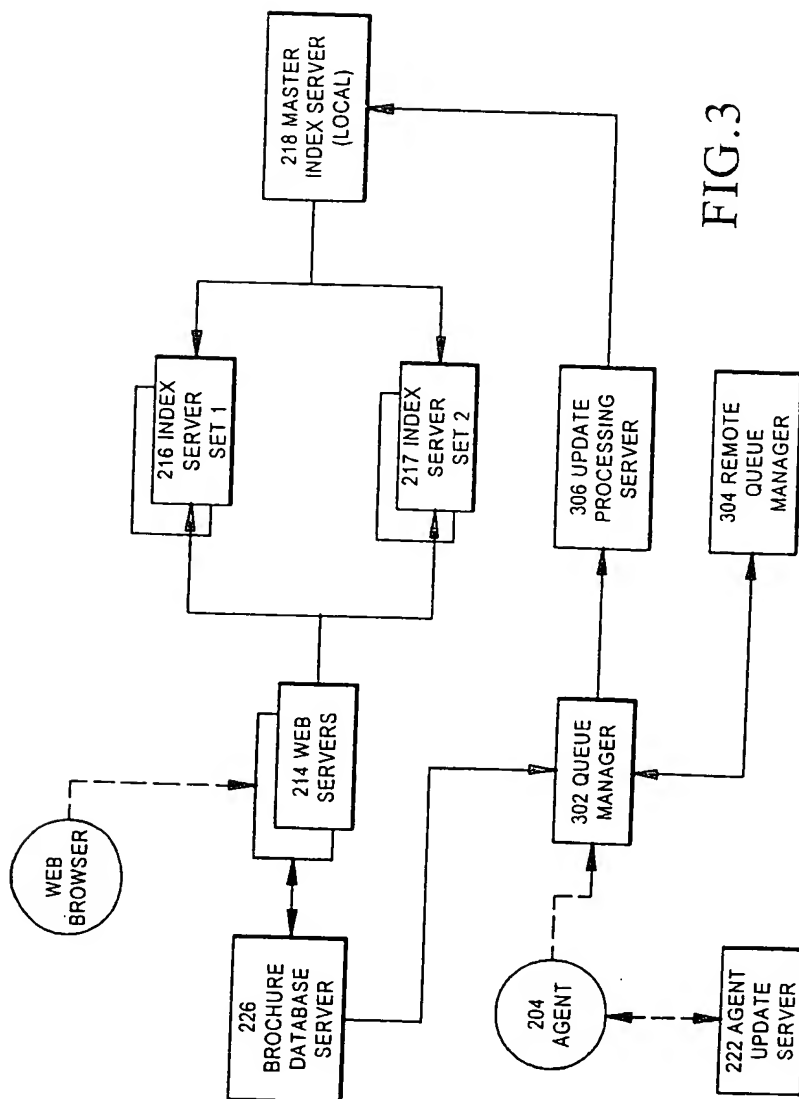 WEB
BROWSER
226
BROCHURE
DATABASE
SERVER
214 WEB
SERVERS
216 INDEX
SERVER
SET 1
217 INDEX
SERVER
SET 2
218 MASTER
INDEX SERVER
(LOCAL)
204
AGENT
222 AGENT
UPDATE
SERVER
302 QUEUE
MANAGER
306 UPDATE
PROCESSING
SERVER
304 REMOTE
QUEUE
MANAGER
FIG.3